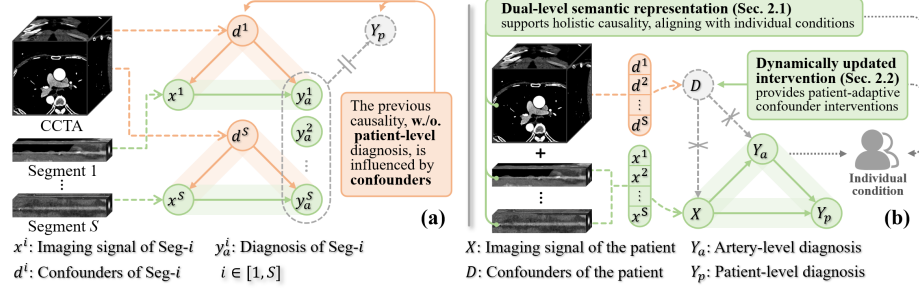 CCTA
Segment 1
⋮
Segment S
d¹
Yₚ
x¹
yₐ¹
yₐ²
⋮
dˢ
xˢ
yₐˢ
The previous
causality, w./o.
patient-level
diagnosis, is
influenced by
confounders
(a)
xⁱ: Imaging signal of Seg-i
yₐⁱ: Diagnosis of Seg-i
dⁱ: Confounders of Seg-i
i ∈ [1, S]
Dual-level semantic representation (Sec. 2.1)
supports holistic causality, aligning with individual conditions
Dynamically updated
intervention (Sec. 2.2)
provides patient-adaptive
confounder interventions
d¹
d²
⋮
dˢ
D
+
⋮
x¹
x²
⋮
xˢ
Yₐ
X
Yₚ
Individual
condition
(b)
X: Imaging signal of the patient
Yₐ: Artery-level diagnosis
D: Confounders of the patient
Yₚ: Patient-level diagnosis